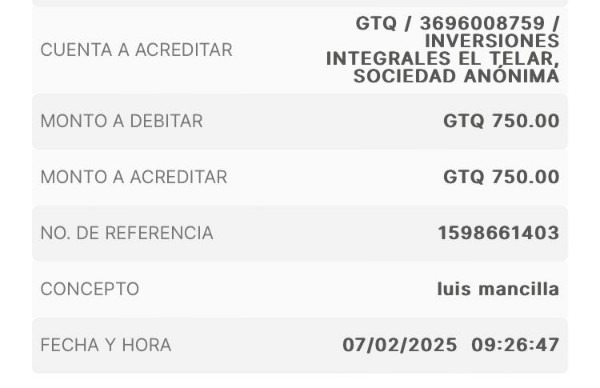 CUENTA A ACREDITAR
GTQ / 3696008759 /
INVERSIONES
INTEGRALES EL TELAR,
SOCIEDAD ANÓNIMA
MONTO A DEBITAR GTQ 750.00
MONTO A ACREDITAR GTQ 750.00
NO. DE REFERENCIA 1598661403
CONCEPTO luis mancilla
FECHA Y HORA 07/02/2025 09:26:47